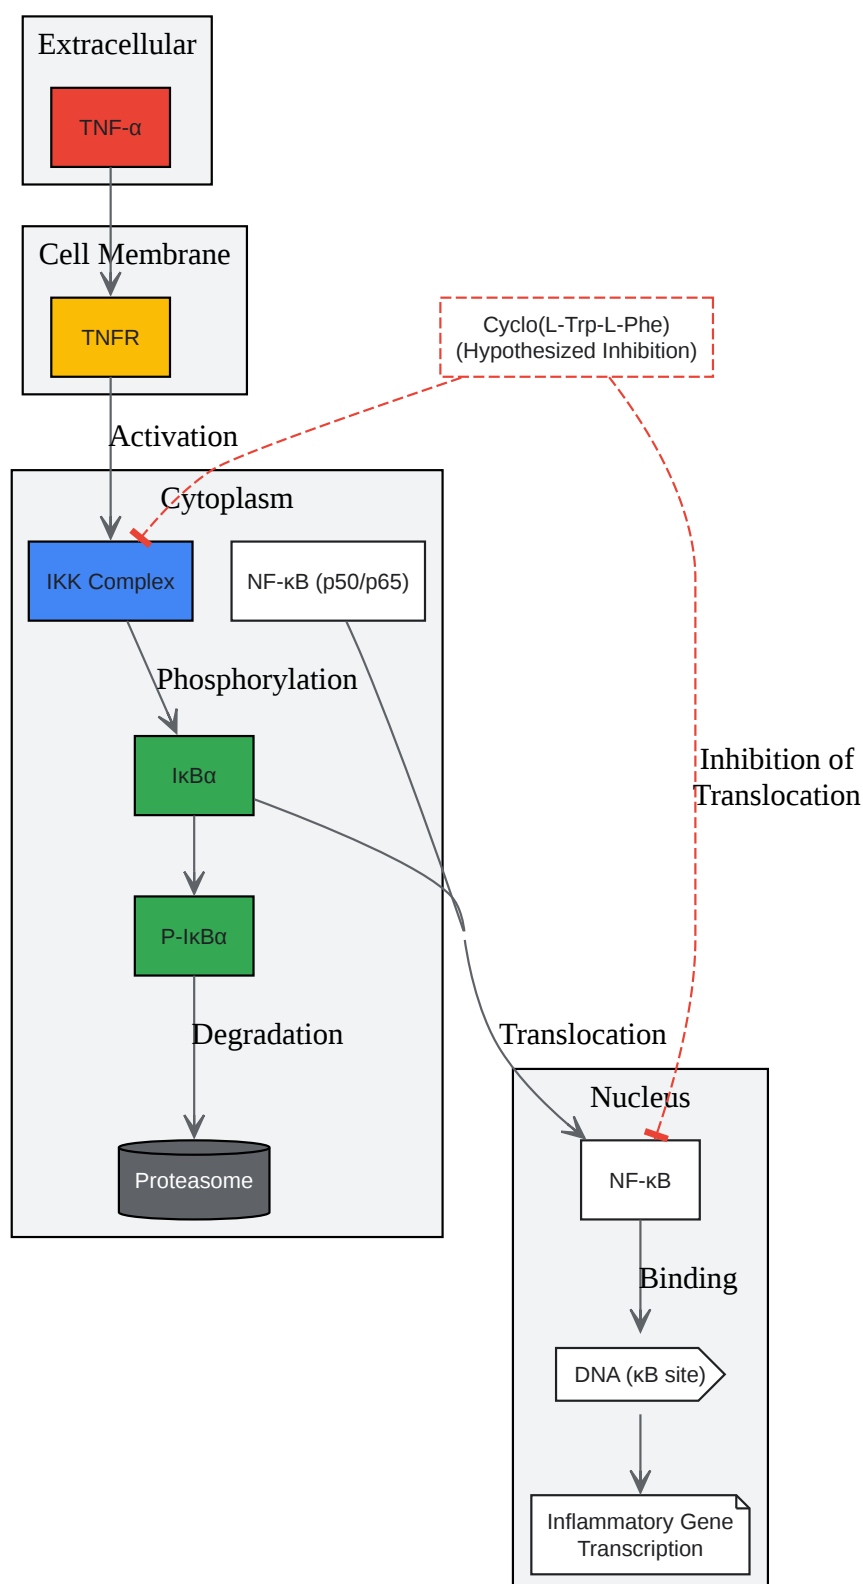 Extracellular
TNF-α
Cell Membrane
TNFR
Cyclo(L-Trp-L-Phe)
(Hypothesized Inhibition)
Activation
Cytoplasm
IKK Complex
NF-κB (p50/p65)
Phosphorylation
IκBα
Inhibition of
Translocation
P-IκBα
Degradation
Translocation
Nucleus
Proteasome
NF-κB
Binding
DNA (κB site)
Inflammatory Gene
Transcription